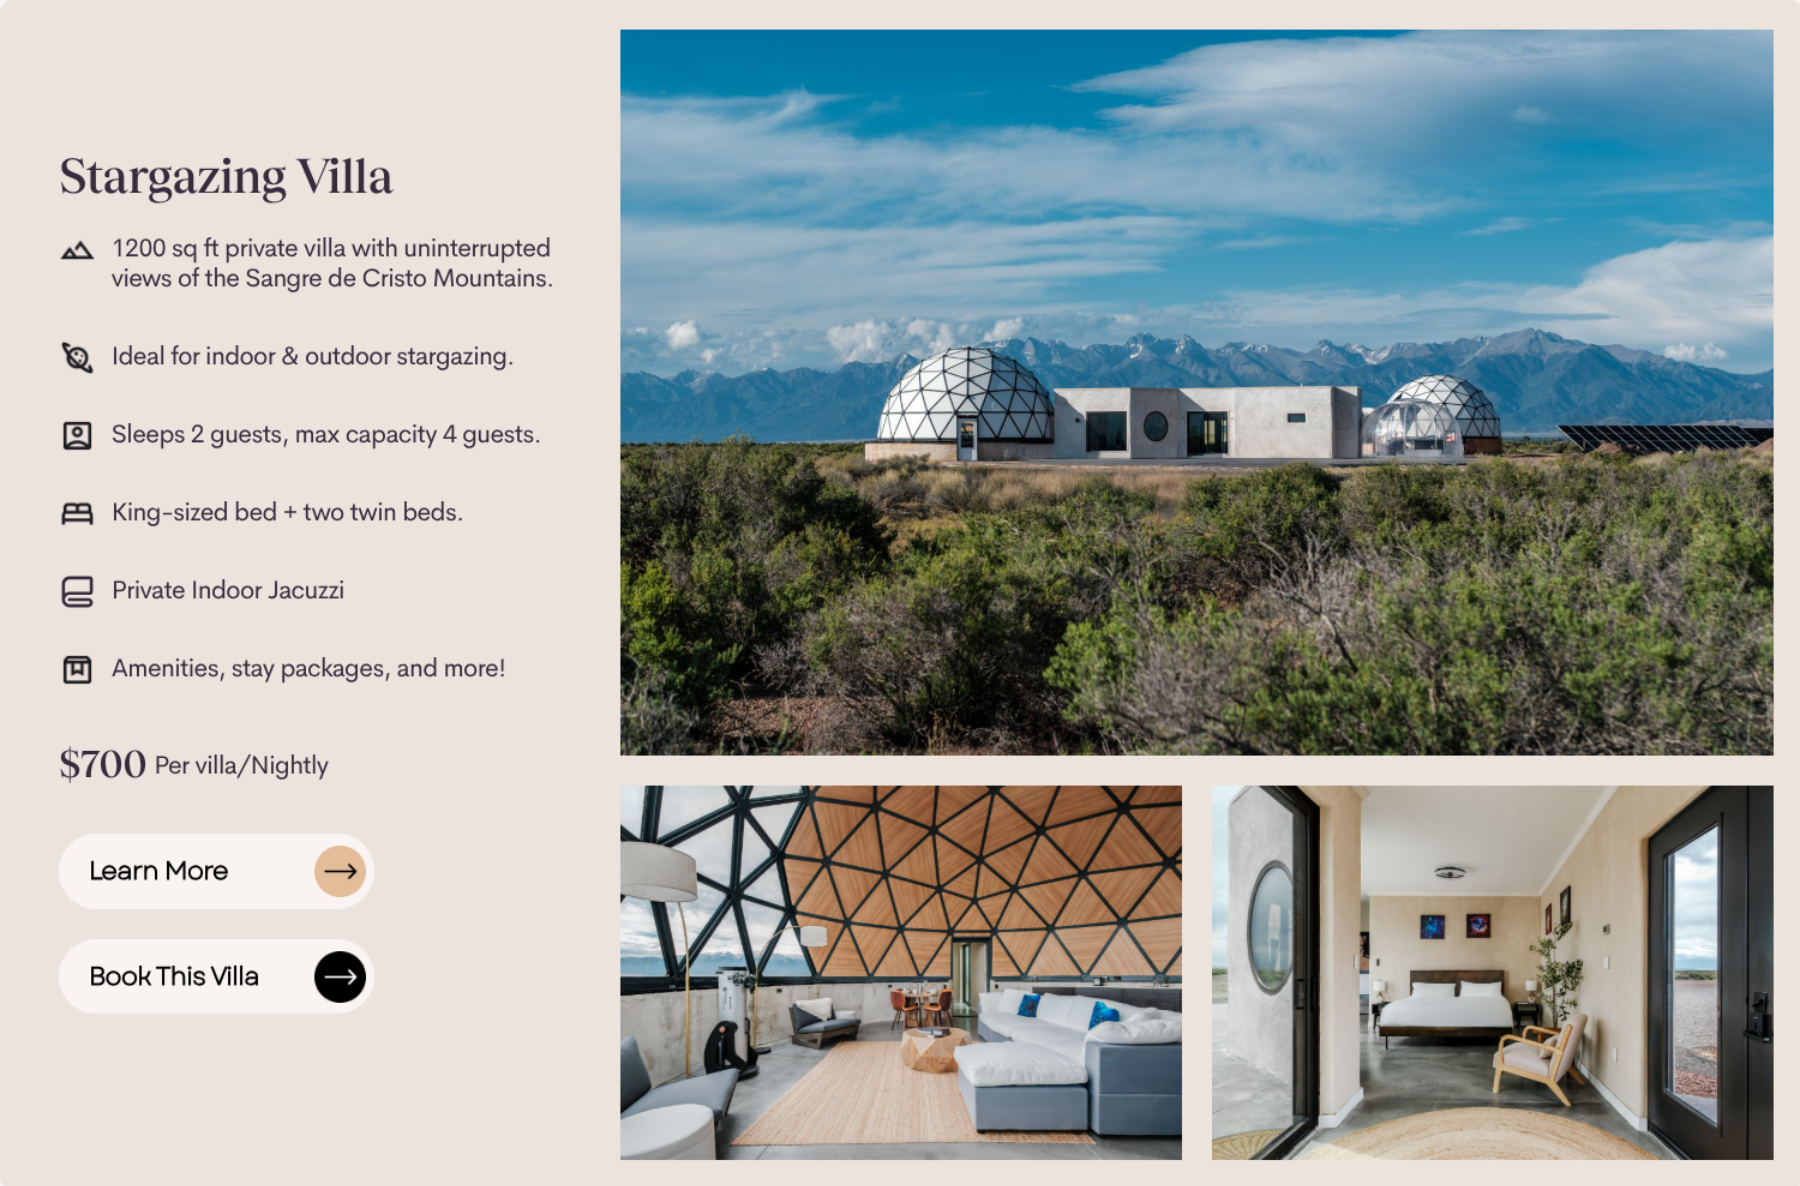 Stargazing Villa
1200 sq ft private villa with uninterrupted
views of the Sangre de Cristo Mountains.
Ideal for indoor & outdoor stargazing.
Sleeps 2 guests, max capacity 4 guests.
King-sized bed + two twin beds.
Private Indoor Jacuzzi
Amenities, stay packages, and more!
$700 Per villa/Nightly
Learn More
Book This Villa